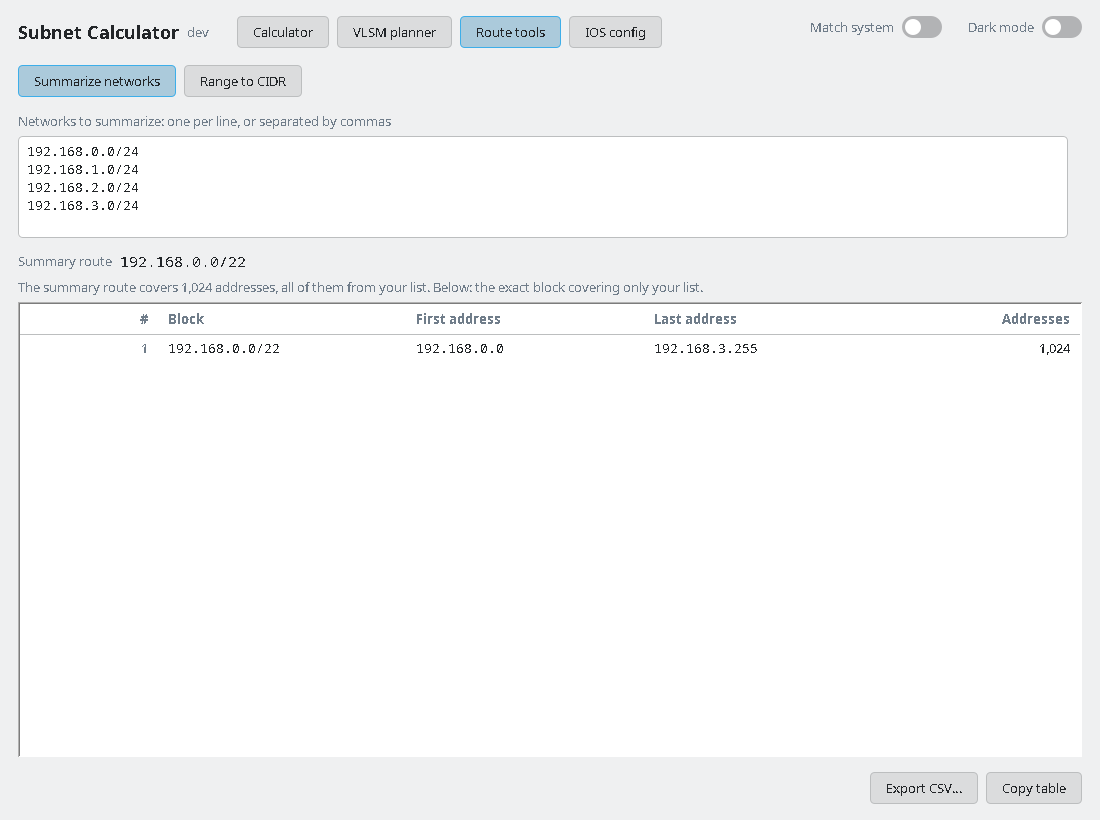 Subnet Calculator dev Calculator VLSM planner Route tools IOS config Match system Dark mode
Summarize networks Range to CIDR
Networks to summarize: one per line, or separated by commas
192.168.0.0/24
192.168.1.0/24
192.168.2.0/24
192.168.3.0/24
Summary route 192.168.0.0/22
The summary route covers 1,024 addresses, all of them from your list. Below: the exact block covering only your list.
# Block First address Last address Addresses
1 192.168.0.0/22 192.168.0.0 192.168.3.255 1,024
Export CSV... Copy table